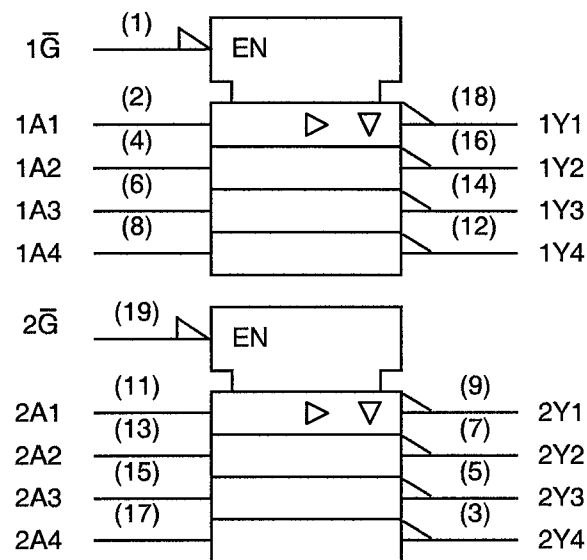 1G̅ (1) EN
1A1 (2) (18) 1Y1
1A2 (4) (16) 1Y2
1A3 (6) (14) 1Y3
1A4 (8) (12) 1Y4
2G̅ (19) EN
2A1 (11) (9) 2Y1
2A2 (13) (7) 2Y2
2A3 (15) (5) 2Y3
2A4 (17) (3) 2Y4